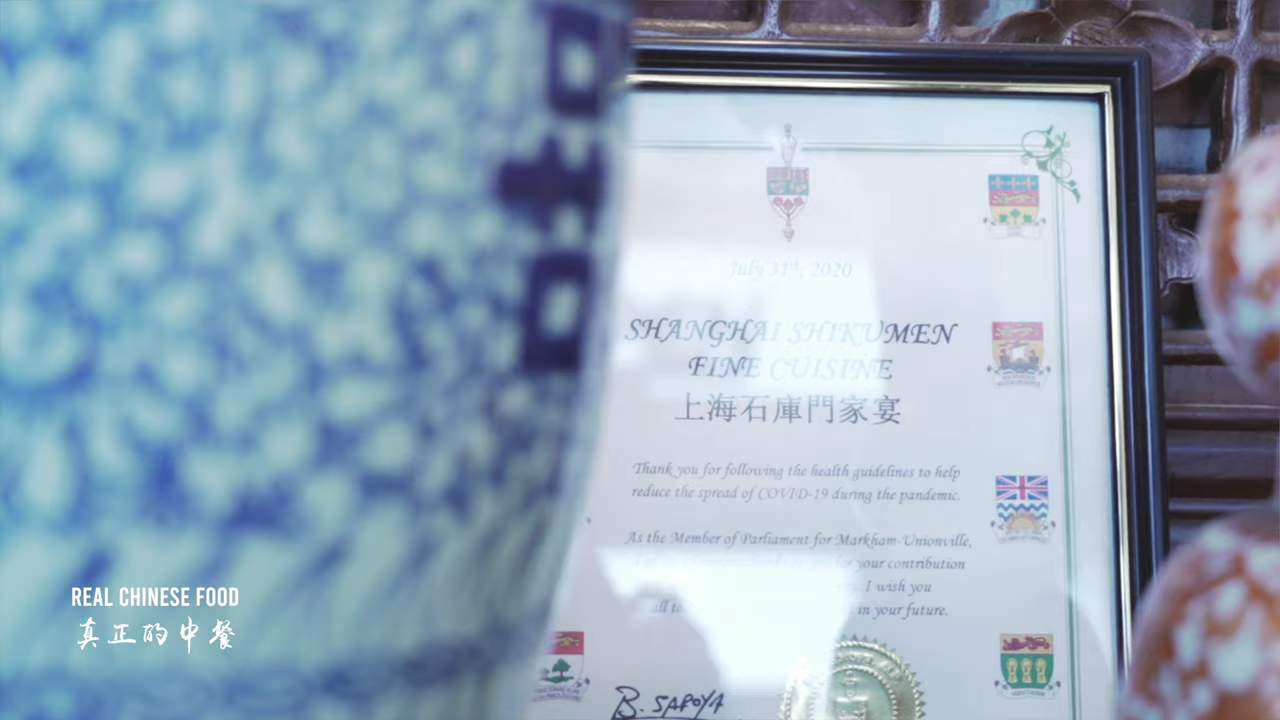 July 31st, 2020
SHANGHAI SHIKUMEN
FINE CUISINE
上海石庫門家宴
Thank you for following the health guidelines to help
reduce the spread of COVID-19 during the pandemic.
As the Member of Parliament for Markham-Unionville,
your contribution
I wish you
all in your future.
B. SAROYA
REAL CHINESE FOOD
真正的中餐